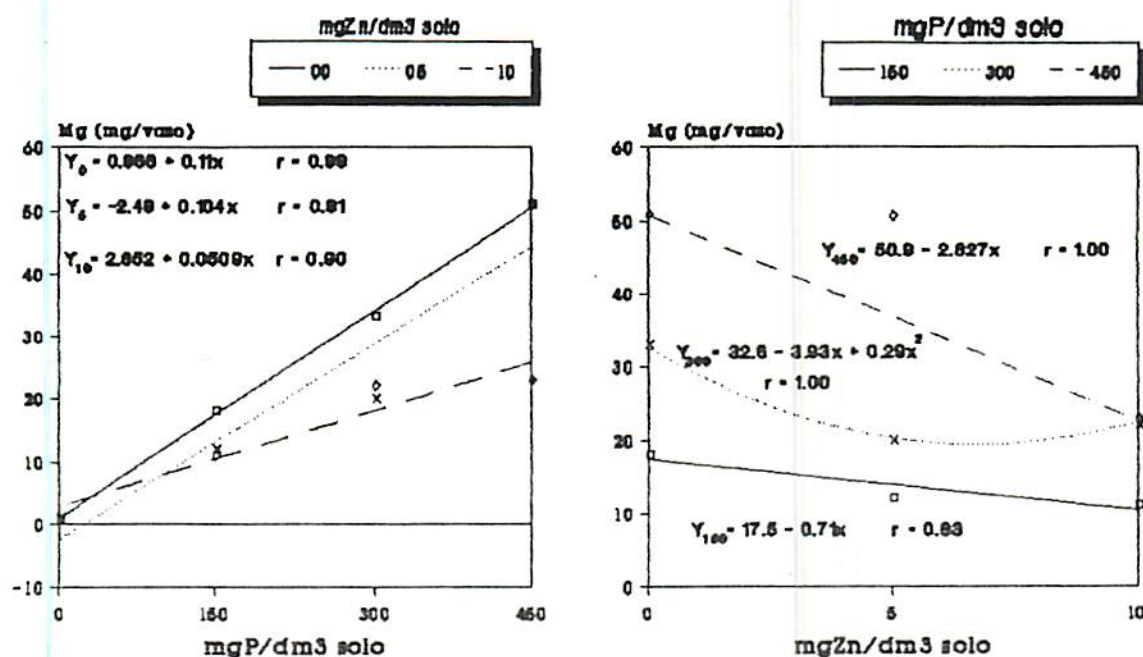 mgZn/dm3 solo
00 05 10
Mg (mg/vaso)
60
50
40
30
20
10
0
-10
Y0 = 0.966 + 0.11x r = 0.99
Y5 = -2.49 + 0.104x r = 0.91
Y10 = 2.652 + 0.0509x r = 0.90
0 150 300 450
mgP/dm3 solo
mgP/dm3 solo
150 300 450
Mg (mg/vaso)
60
50
40
30
20
10
0
Y450 = 50.9 - 2.827x r = 1.00
Y300 = 32.6 - 3.93x + 0.29x²
r = 1.00
Y150 = 17.5 - 0.71x r = 0.93
0 5 10
mgZn/dm3 solo